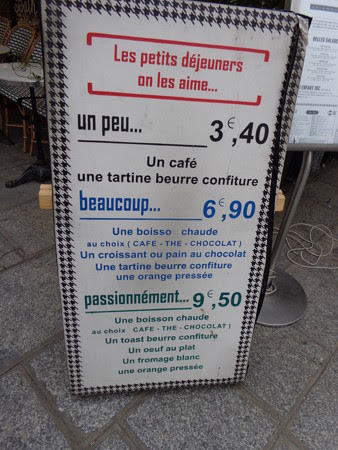 Les petits déjeuners
on les aime...
un peu... 3€,40
Un café
une tartine beurre confiture
beaucoup... 6€,90
Une boisso chaude
au choix ( CAFE - THE - CHOCOLAT )
Un croissant ou pain au chocolat
Une tartine beurre confiture
une orange pressée
passionnément... 9€,50
Une boisson chaude
au choix CAFE - THE - CHOCOLAT )
Un toast beurre confiture
Un oeuf au plat
Un fromage blanc
une orange pressée